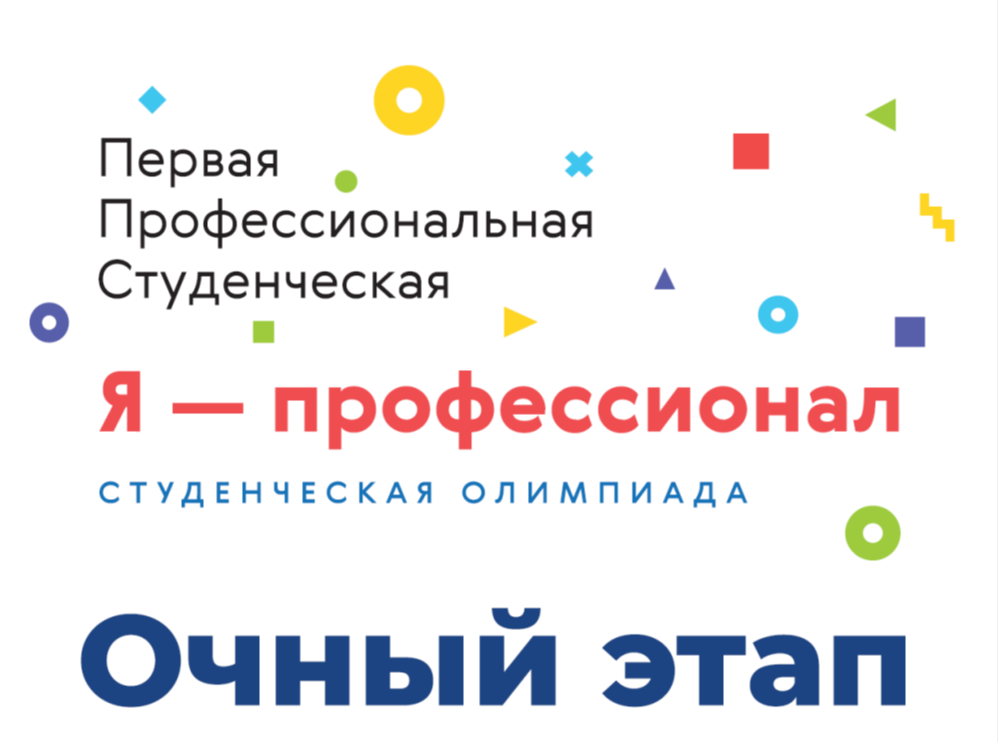 Первая
Профессиональная
Студенческая
Я — профессионал
СТУДЕНЧЕСКАЯ ОЛИМПИАДА
Очный этап